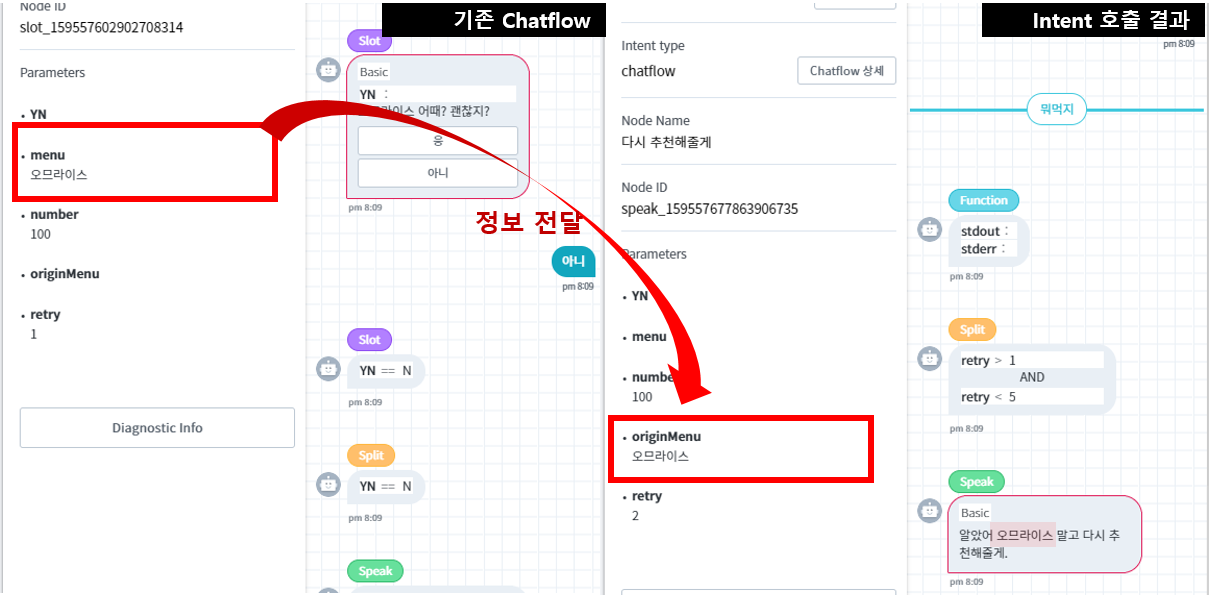 Node ID
slot_159557602902708314
Parameters
YN
menu
오므라이스
number
100
originMenu
retry
1
Diagnostic Info
기존 Chatflow
Slot
Basic
YN :
어때? 괜찮지?
응
아니
pm 8:09
정보 전달
아니
pm 8:09
Slot
YN == N
pm 8:09
Split
YN == N
pm 8:09
Speak
Intent type
chatflow
Chatflow 상세
Node Name
다시 추천해줄게
Node ID
speak_159557677863906735
Parameters
YN
menu
number
100
originMenu
오므라이스
retry
2
Intent 호출 결과
pm 8:09
뭐먹지
Function
stdout :
stderr :
pm 8:09
Split
retry > 1
AND
retry < 5
pm 8:09
Speak
Basic
알았어 오므라이스 말고 다시 추
천해줄게.
pm 8:09